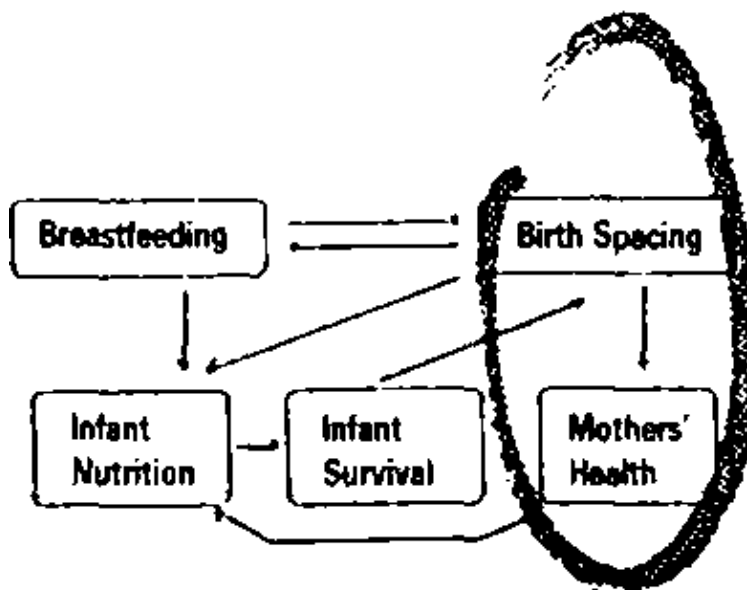 Breastfeeding
Birth Spacing
Infant
Nutrition
Infant
Survival
Mothers'
Health